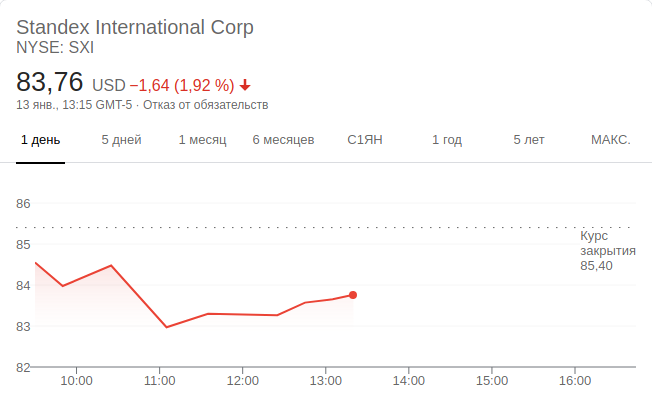 Standex International Corp
NYSE: SXI
83,76 USD −1,64 (1,92 %)
13 янв., 13:15 GMT-5 · Отказ от обязательств
1 день 5 дней 1 месяц 6 месяцев С1ЯН 1 год 5 лет МАКС.
86
85
84
83
82
Курс
закрытия
85,40
10:00 11:00 12:00 13:00 14:00 15:00 16:00